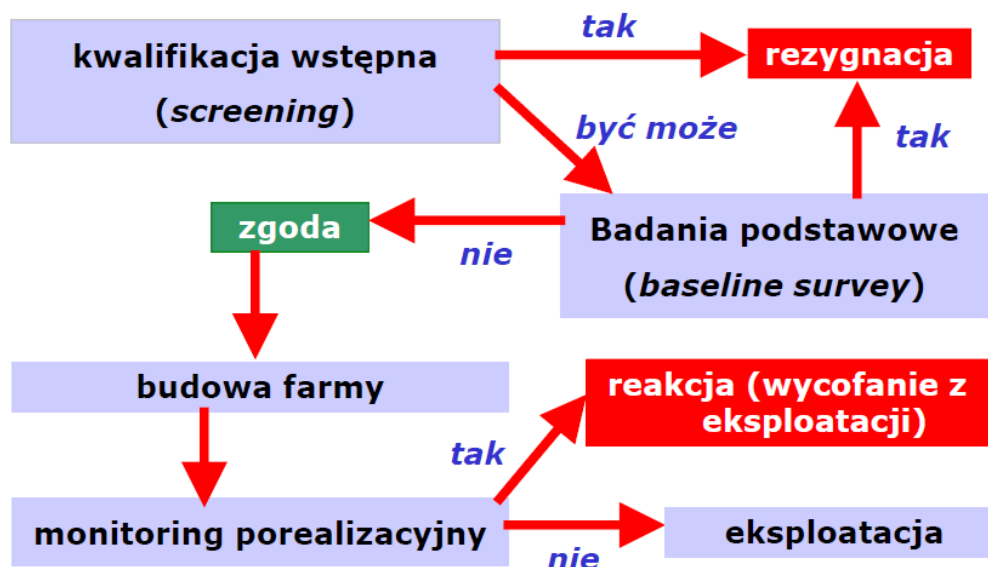 kwalifikacja wstępna
(screening)
tak
rezygnacja
być może
tak
zgoda
nie
Badania podstawowe
(baseline survey)
budowa farmy
reakcja (wycofanie z
eksploatacji)
tak
monitoring porealizacyjny
nie
eksploatacja